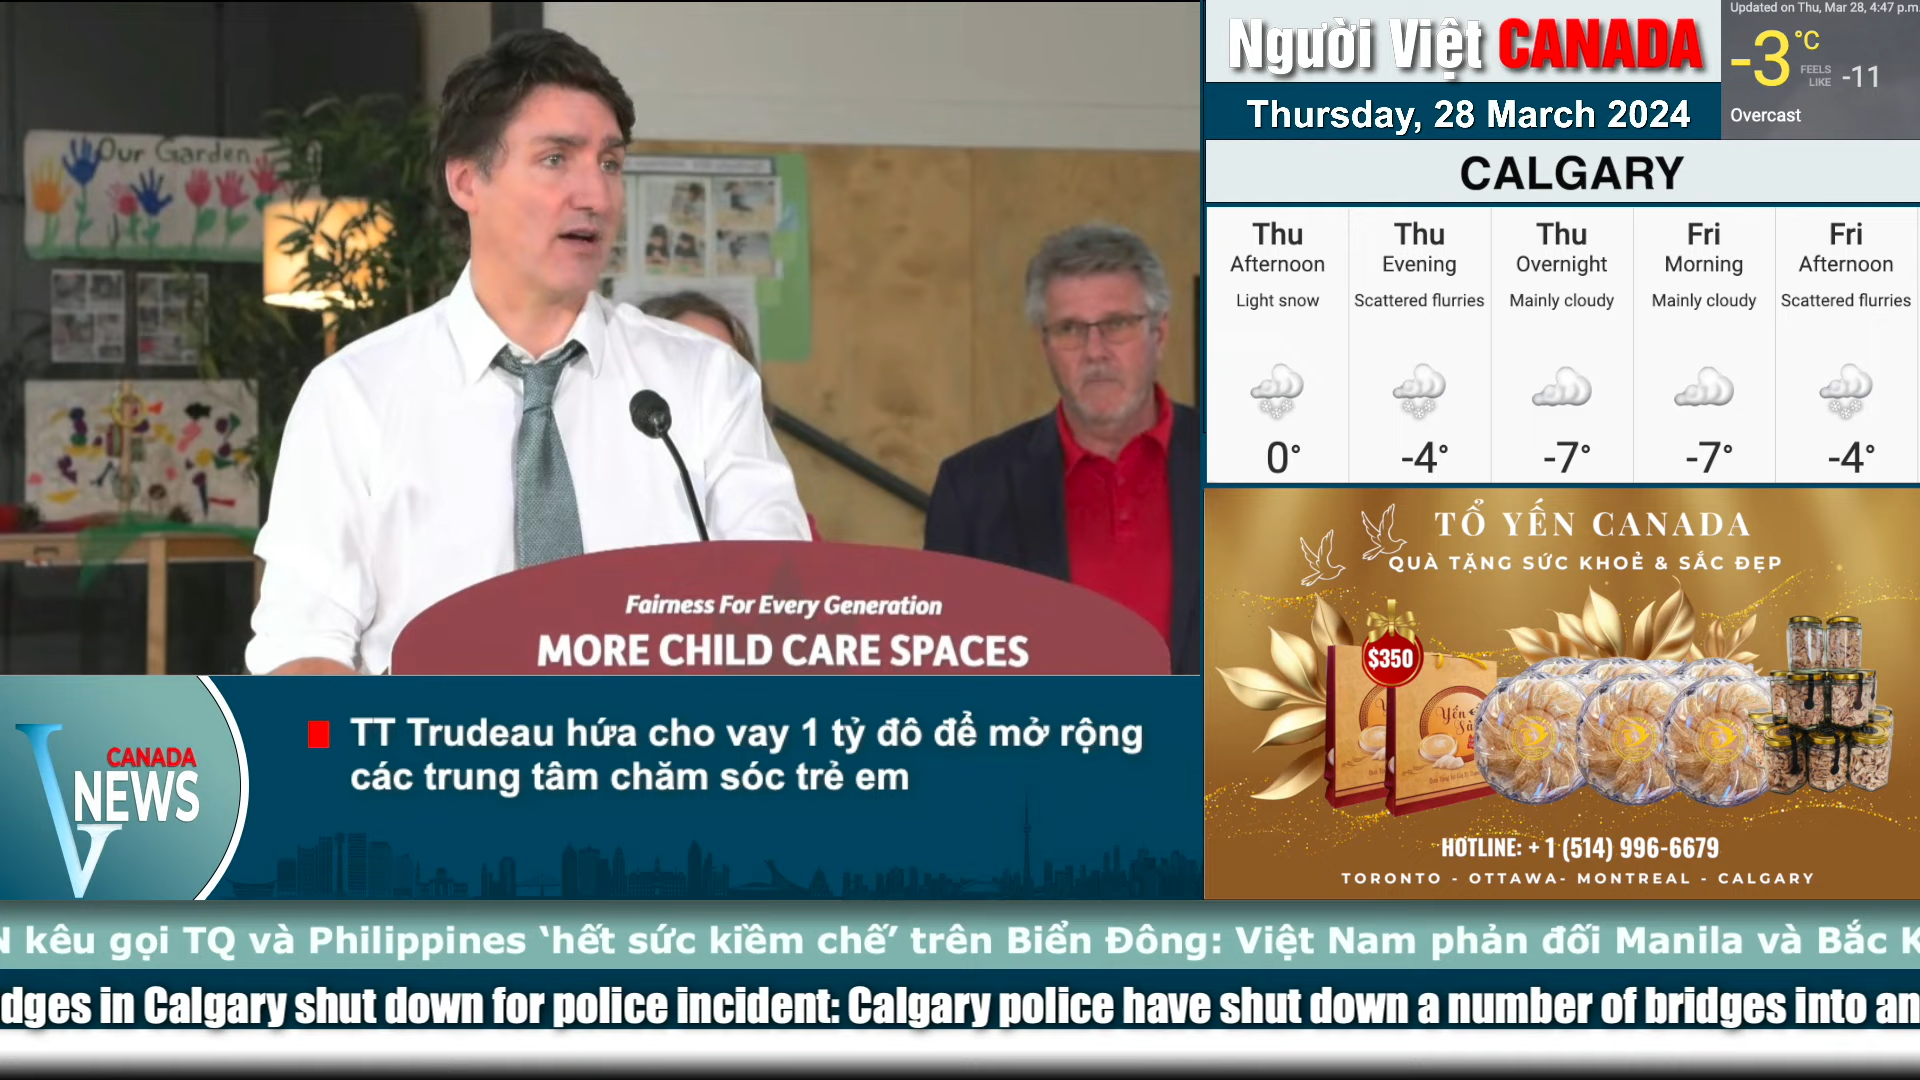 Our Garden
Fairness For Every Generation
MORE CHILD CARE SPACES
CANADA
V NEWS
TT Trudeau hứa cho vay 1 tỷ đô để mở rộng
các trung tâm chăm sóc trẻ em
Người Việt CANADA
Thursday, 28 March 2024
Updated on Thu, Mar 28, 4:47 p.m.
-3 °C
FEELS LIKE -11
Overcast
CALGARY
Thu Thu Thu Fri Fri
Afternoon Evening Overnight Morning Afternoon
Light snow Scattered flurries Mainly cloudy Mainly cloudy Scattered flurries
0° -4° -7° -7° -4°
TỔ YẾN CANADA
QUÀ TẶNG SỨC KHOẺ & SẮC ĐẸP
$350
Yến
HOTLINE: + 1 (514) 996-6679
TORONTO - OTTAWA- MONTREAL - CALGARY
N kêu gọi TQ và Philippines ‘hết sức kiềm chế’ trên Biển Đông: Việt Nam phản đối Manila và Bắc K
dges in Calgary shut down for police incident: Calgary police have shut down a number of bridges into an